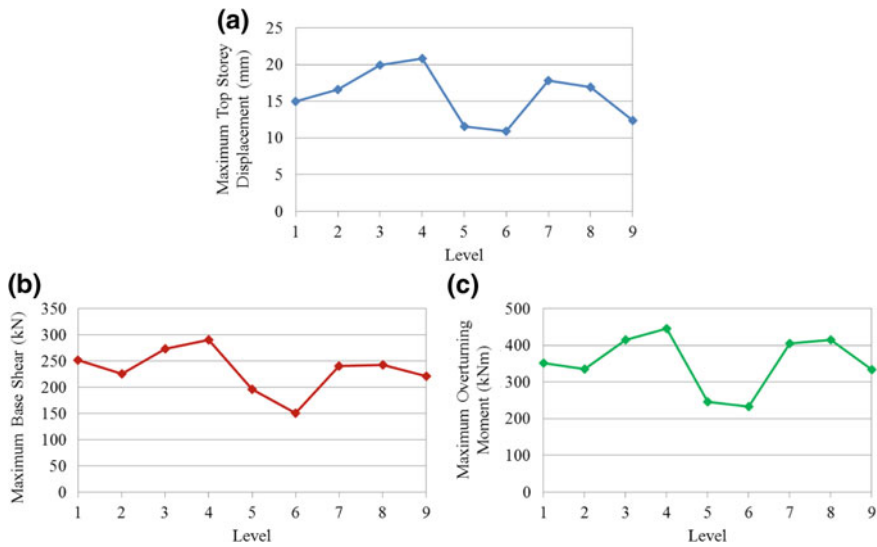 (a)
Maximum Top Storey
Displacement (mm)
25
20
15
10
5
0
1 2 3 4 5 6 7 8 9
Level
(b)
Maximum Base Shear (kN)
350
300
250
200
150
100
50
0
1 2 3 4 5 6 7 8 9
Level
(c)
Maximum Overturning
Moment (kNm)
500
400
300
200
100
0
1 2 3 4 5 6 7 8 9
Level